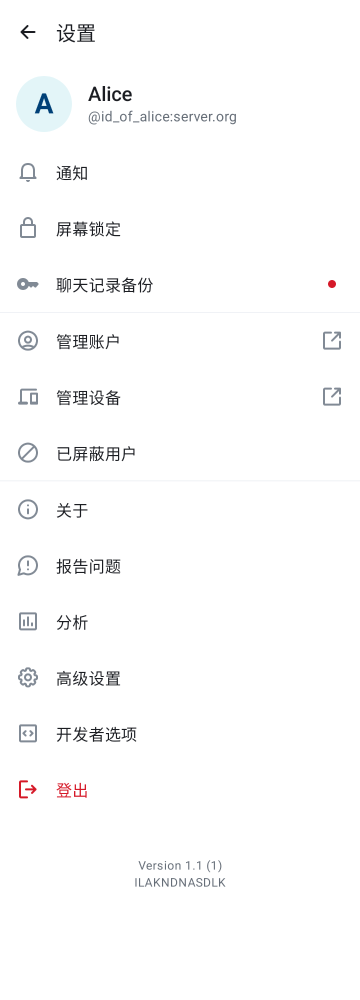 设置
A
Alice
@id_of_alice:server.org
通知
屏幕锁定
聊天记录备份
管理账户
管理设备
已屏蔽用户
关于
报告问题
分析
高级设置
开发者选项
登出
Version 1.1 (1)
ILAKNDNASDLK